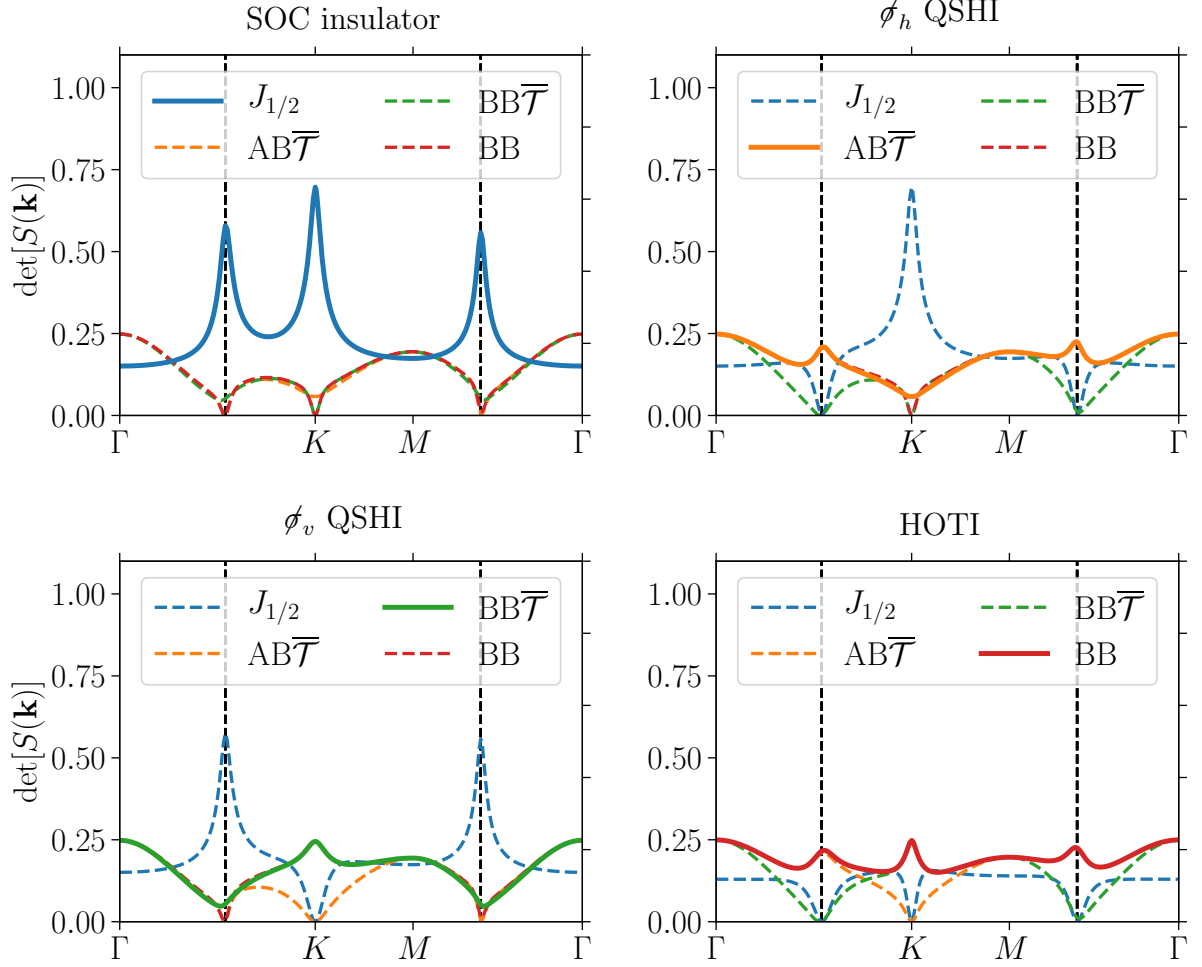 SOC insulator
1.00
0.75
0.50
0.25
0.00
det[S(𝐤)]
J₁/₂
AB𝒯̿
BB𝒯̿
BB
Γ
K
M
Γ
ȼ̸ₕ QSHI
1.00
0.75
0.50
0.25
0.00
J₁/₂
AB𝒯̿
BB𝒯̿
BB
Γ
K
M
Γ
ȼ̸ᵥ QSHI
1.00
0.75
0.50
0.25
0.00
det[S(𝐤)]
J₁/₂
AB𝒯̿
BB𝒯̿
BB
Γ
K
M
Γ
HOTI
1.00
0.75
0.50
0.25
0.00
J₁/₂
AB𝒯̿
BB𝒯̿
BB
Γ
K
M
Γ